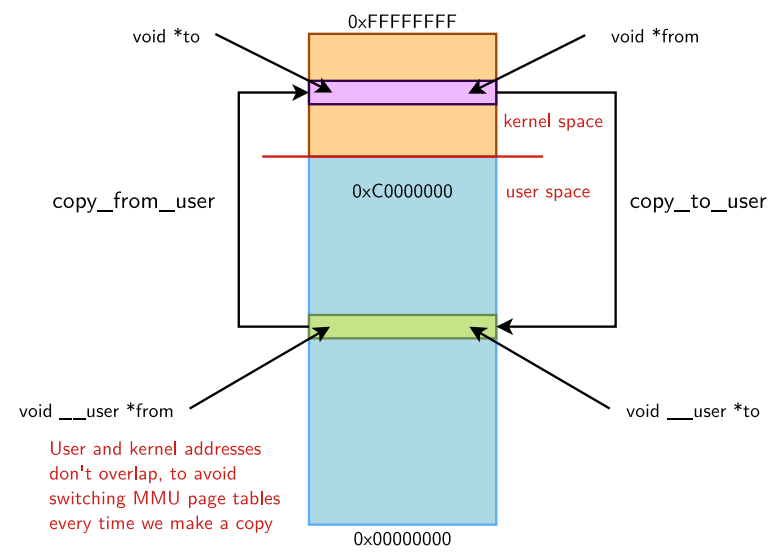 0xFFFFFFFF
void *to
void *from
kernel space
0xC0000000
user space
copy_from_user
copy_to_user
void __user *from
void __user *to
User and kernel addresses
don't overlap, to avoid
switching MMU page tables
every time we make a copy
0x00000000